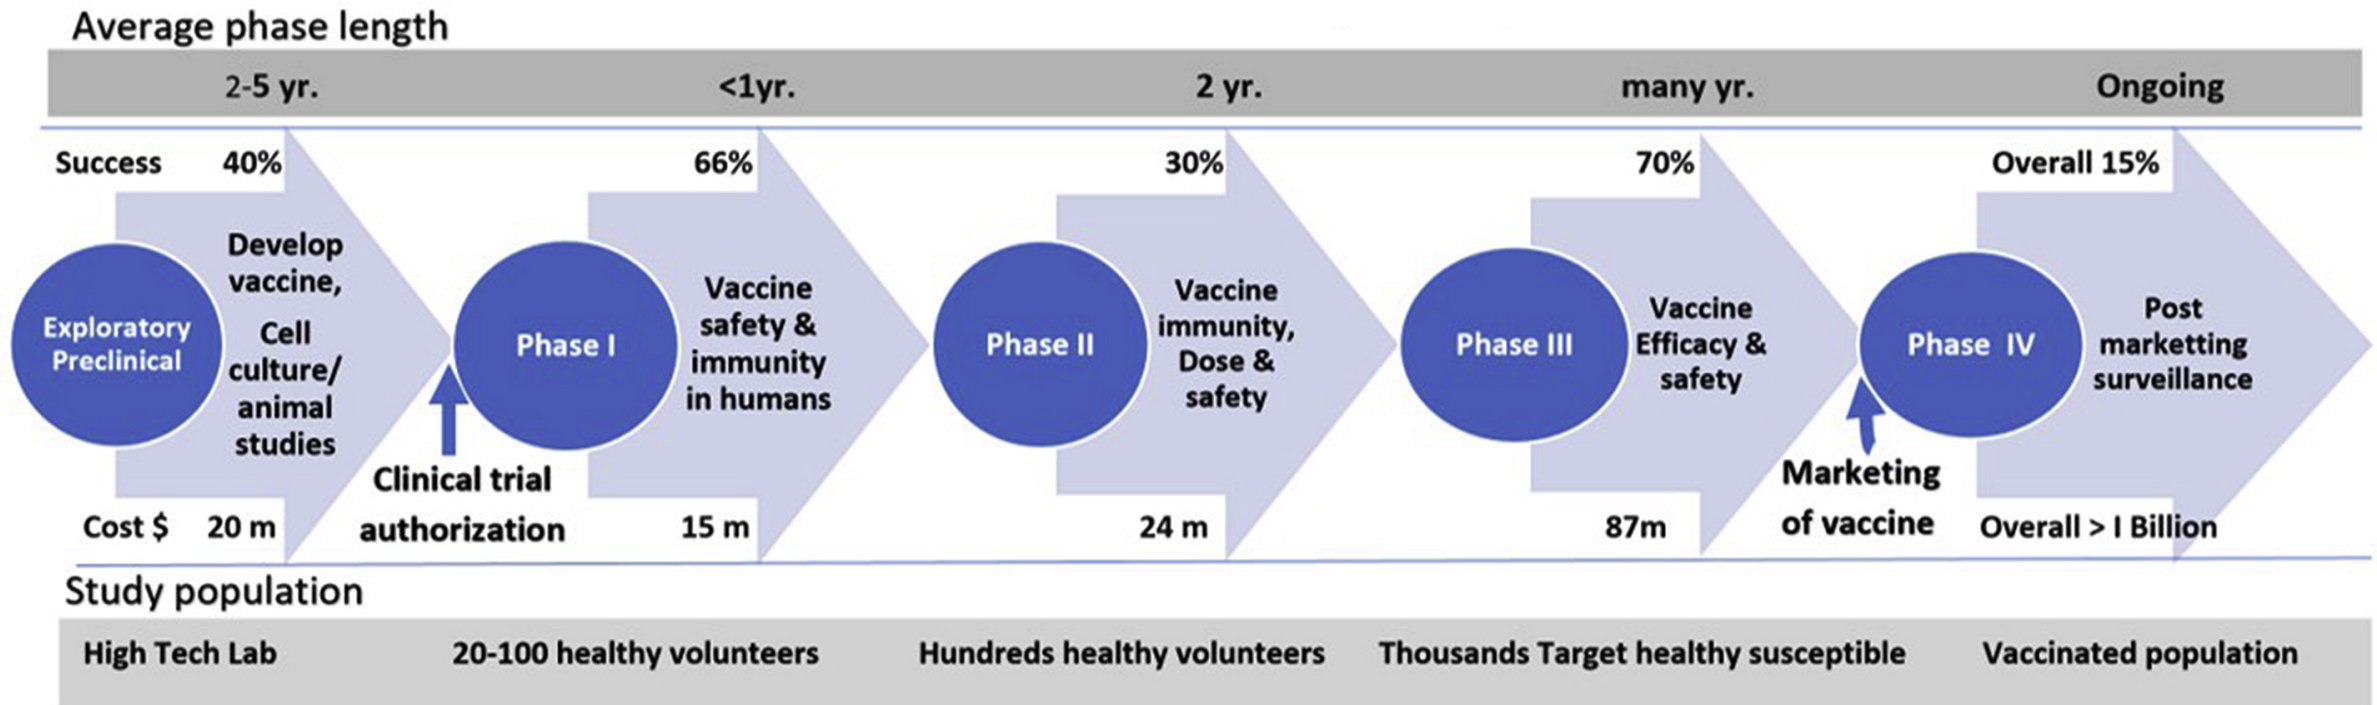 Average phase length
2-5 yr.
<1yr.
2 yr.
many yr.
Ongoing
Success
40%
66%
30%
70%
Overall 15%
Exploratory
Preclinical
Develop
vaccine,
Cell
culture/
animal
studies
Clinical trial
authorization
Phase I
Vaccine
safety &
immunity
in humans
Phase II
Vaccine
immunity,
Dose &
safety
Phase III
Vaccine
Efficacy &
safety
Marketing
of vaccine
Phase IV
Post
marketting
surveillance
Cost $
20 m
15 m
24 m
87m
Overall > I Billion
Study population
High Tech Lab
20-100 healthy volunteers
Hundreds healthy volunteers
Thousands Target healthy susceptible
Vaccinated population